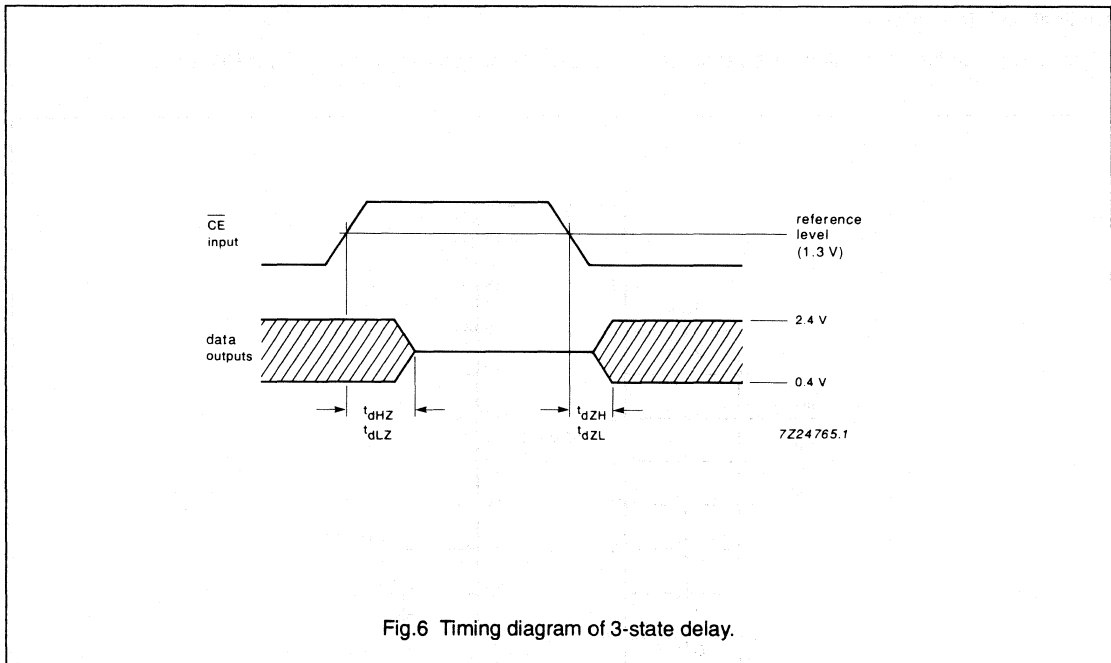 CE
input
reference
level
(1.3 V)
data
outputs
2.4 V
0.4 V
tdHZ
tdLZ
tdZH
tdZL
7Z24765.1
Fig.6 Timing diagram of 3-state delay.